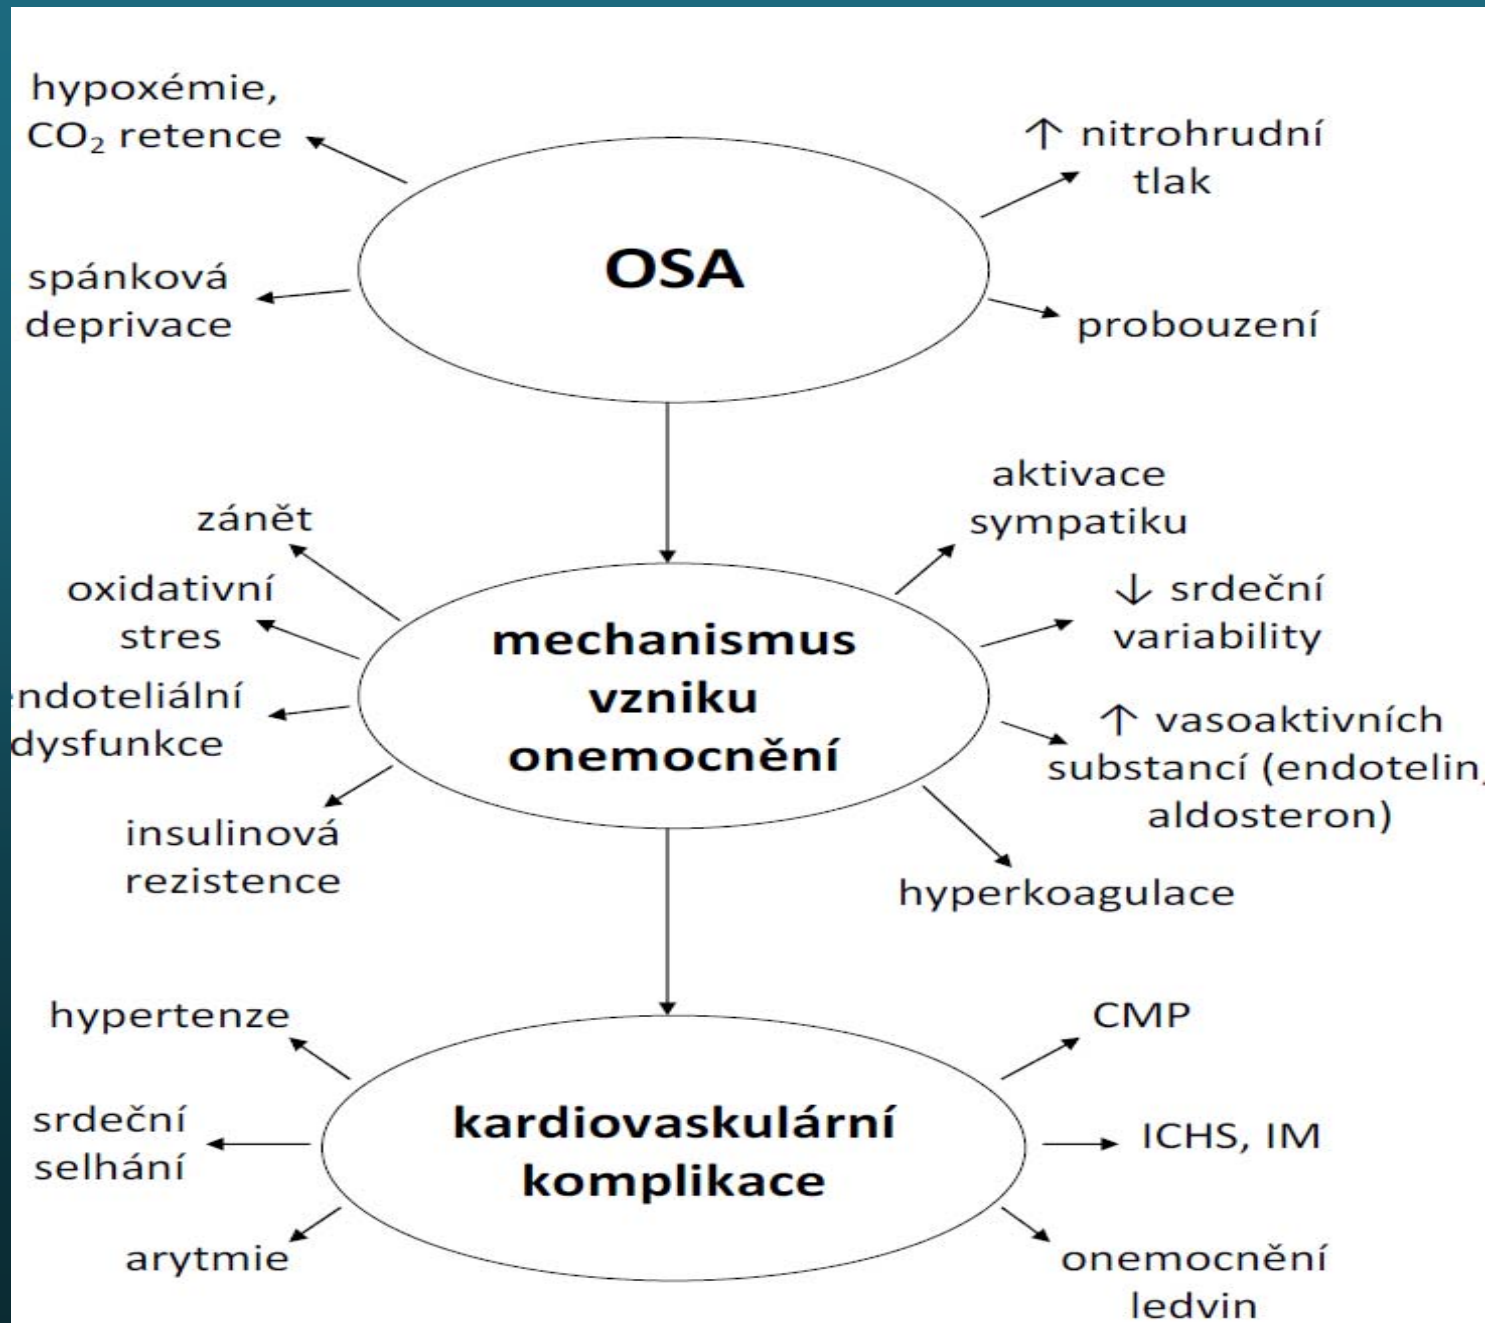 hypoxémie,
CO₂ retence
↑ nitrohrudní
tlak
OSA
spánková
deprivace
probouzení
aktivace
sympatiku
zánět
oxidativní
stres
↓ srdeční
variability
mechanismus
vzniku
onemocnění
ndoteliální
dysfunkce
↑ vasoaktivních
substancí (endotelin,
aldosteron)
insulinová
rezistence
hyperkoagulace
hypertenze
CMP
srdeční
selhání
kardiovaskulární
komplikace
ICHS, IM
arytmie
onemocnění
ledvin